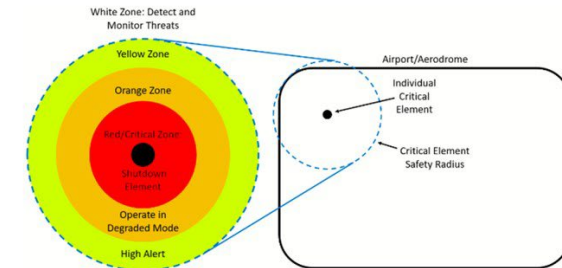 White Zone: Detect and
Monitor Threats
Yellow Zone
Orange Zone
Red/Critical Zone:
Shutdown
Element
Operate in
Degraded Mode
High Alert
Airport/Aerodrome
Individual
Critical
Element
Critical Element
Safety Radius